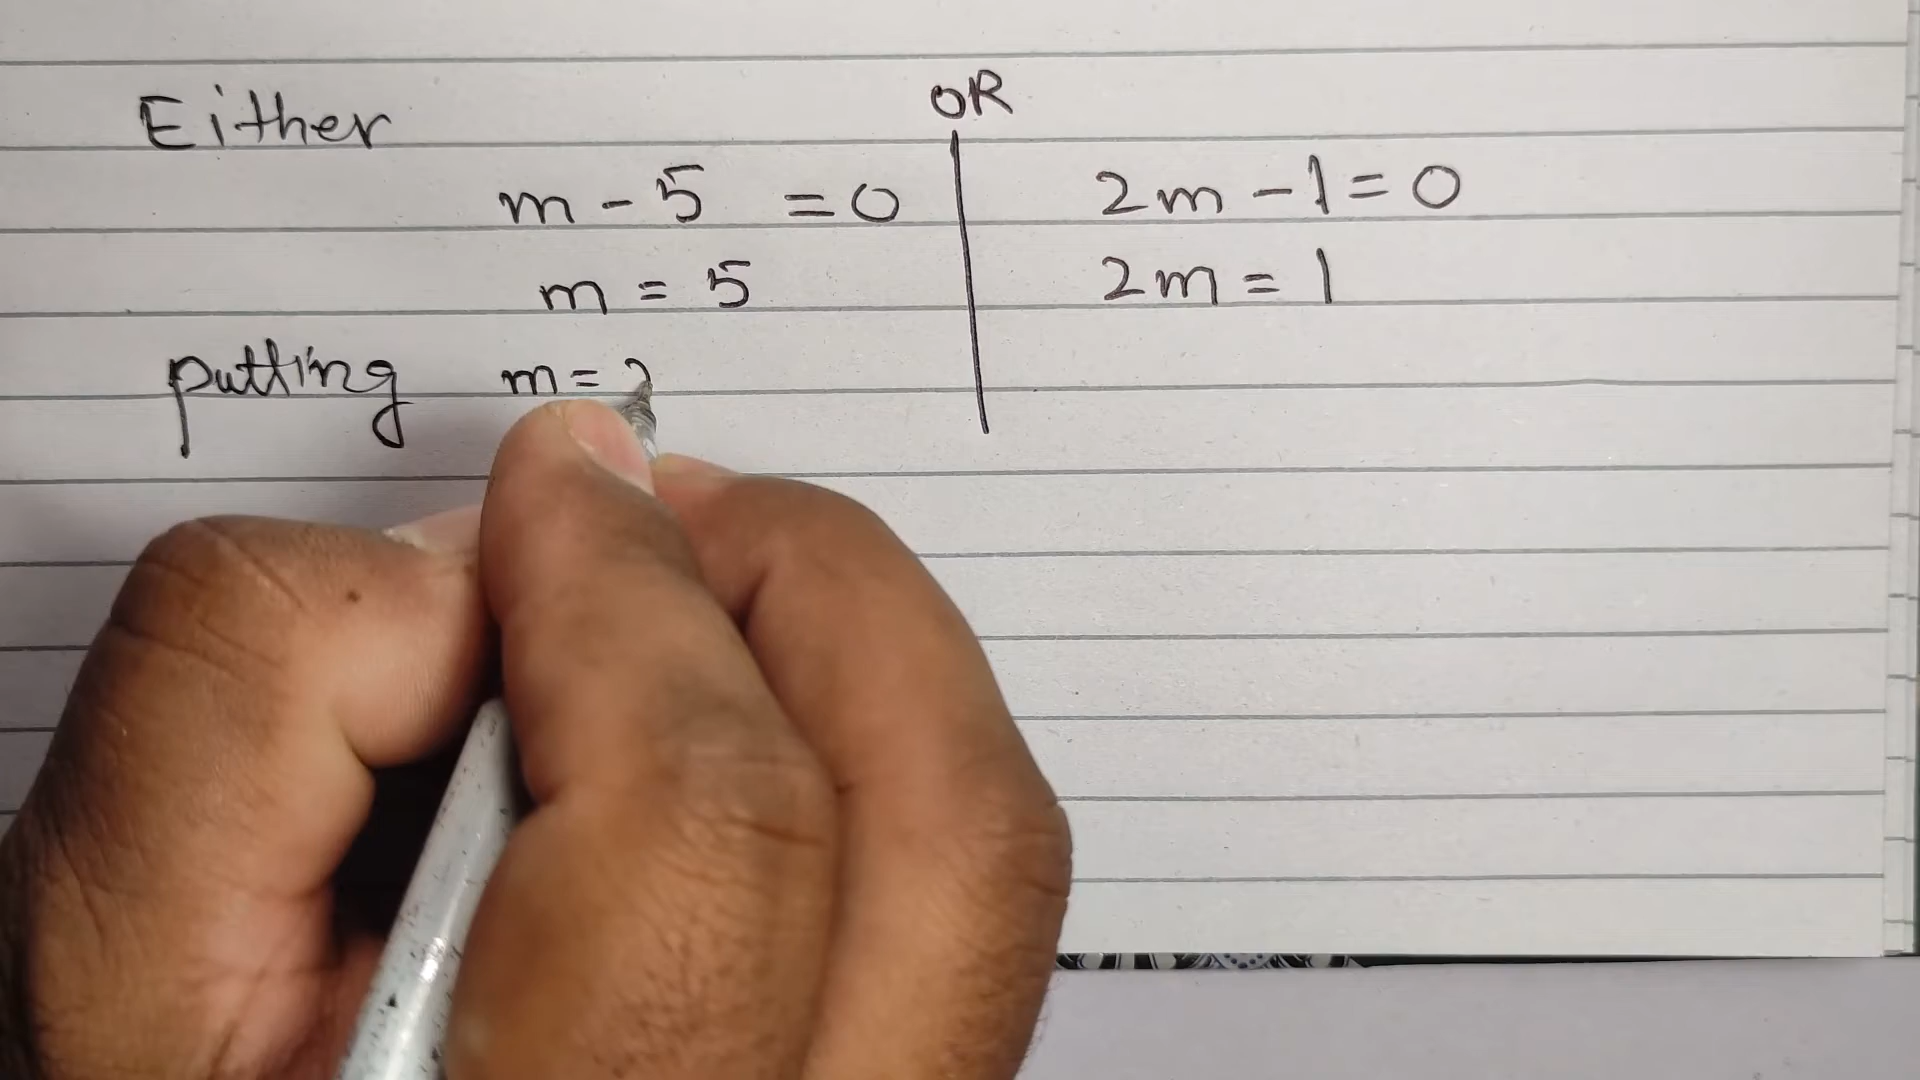 Either
OR
m - 5 = 0
2m - 1 = 0
m = 5
2m = 1
putting m =